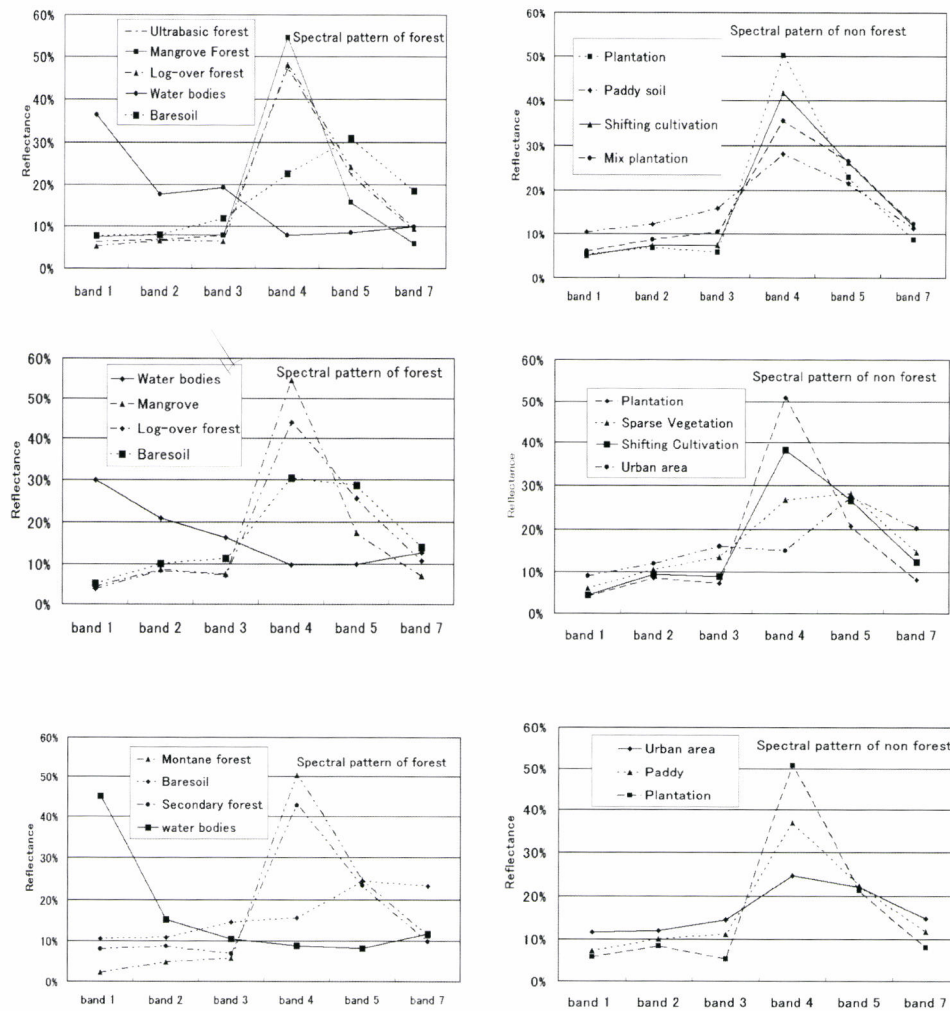 Spectral pattern of forest
Ultrabasic forest
Mangrove Forest
Log-over forest
Water bodies
Baresoil
Reflectance
60%
50%
40%
30%
20%
10%
0%
band 1 band 2 band 3 band 4 band 5 band 7
Spectral pattern of non forest
Plantation
Paddy soil
Shifting cultivation
Mix plantation
Reflectance
60%
50%
40%
30%
20%
10%
0%
band 1 band 2 band 3 band 4 band 5 band 7
Spectral pattern of forest
Water bodies
Mangrove
Log-over forest
Baresoil
Reflectance
60%
50%
40%
30%
20%
10%
0%
band 1 band 2 band 3 band 4 band 5 band 7
Spectral pattern of non forest
Plantation
Sparse Vegetation
Shifting Cultivation
Urban area
Reflectance
60%
50%
40%
30%
20%
10%
0%
band 1 band 2 band 3 band 4 band 5 band 7
Spectral pattern of forest
Montane forest
Baresoil
Secondary forest
water bodies
Reflectance
60%
50%
40%
30%
20%
10%
0%
band 1 band 2 band 3 band 4 band 5 band 7
Spectral pattern of non forest
Urban area
Paddy
Plantation
Reflectance
60%
50%
40%
30%
20%
10%
0%
band 1 band 2 band 3 band 4 band 5 band 7